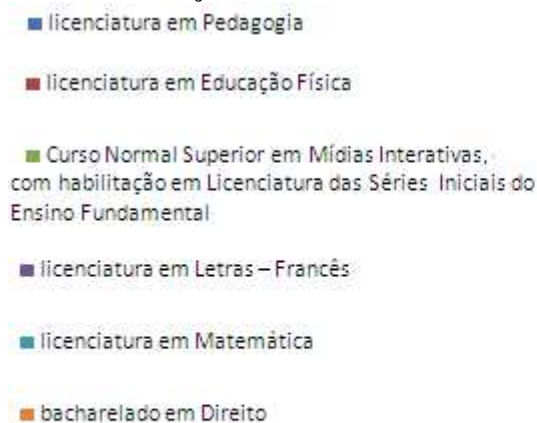 licenciatura em Pedagogia
licenciatura em Educação Física
Curso Normal Superior em Mídias Interativas,
com habilitação em Licenciatura das Séries Iniciais do
Ensino Fundamental
licenciatura em Letras – Francês
licenciatura em Matemática
bacharelado em Direito